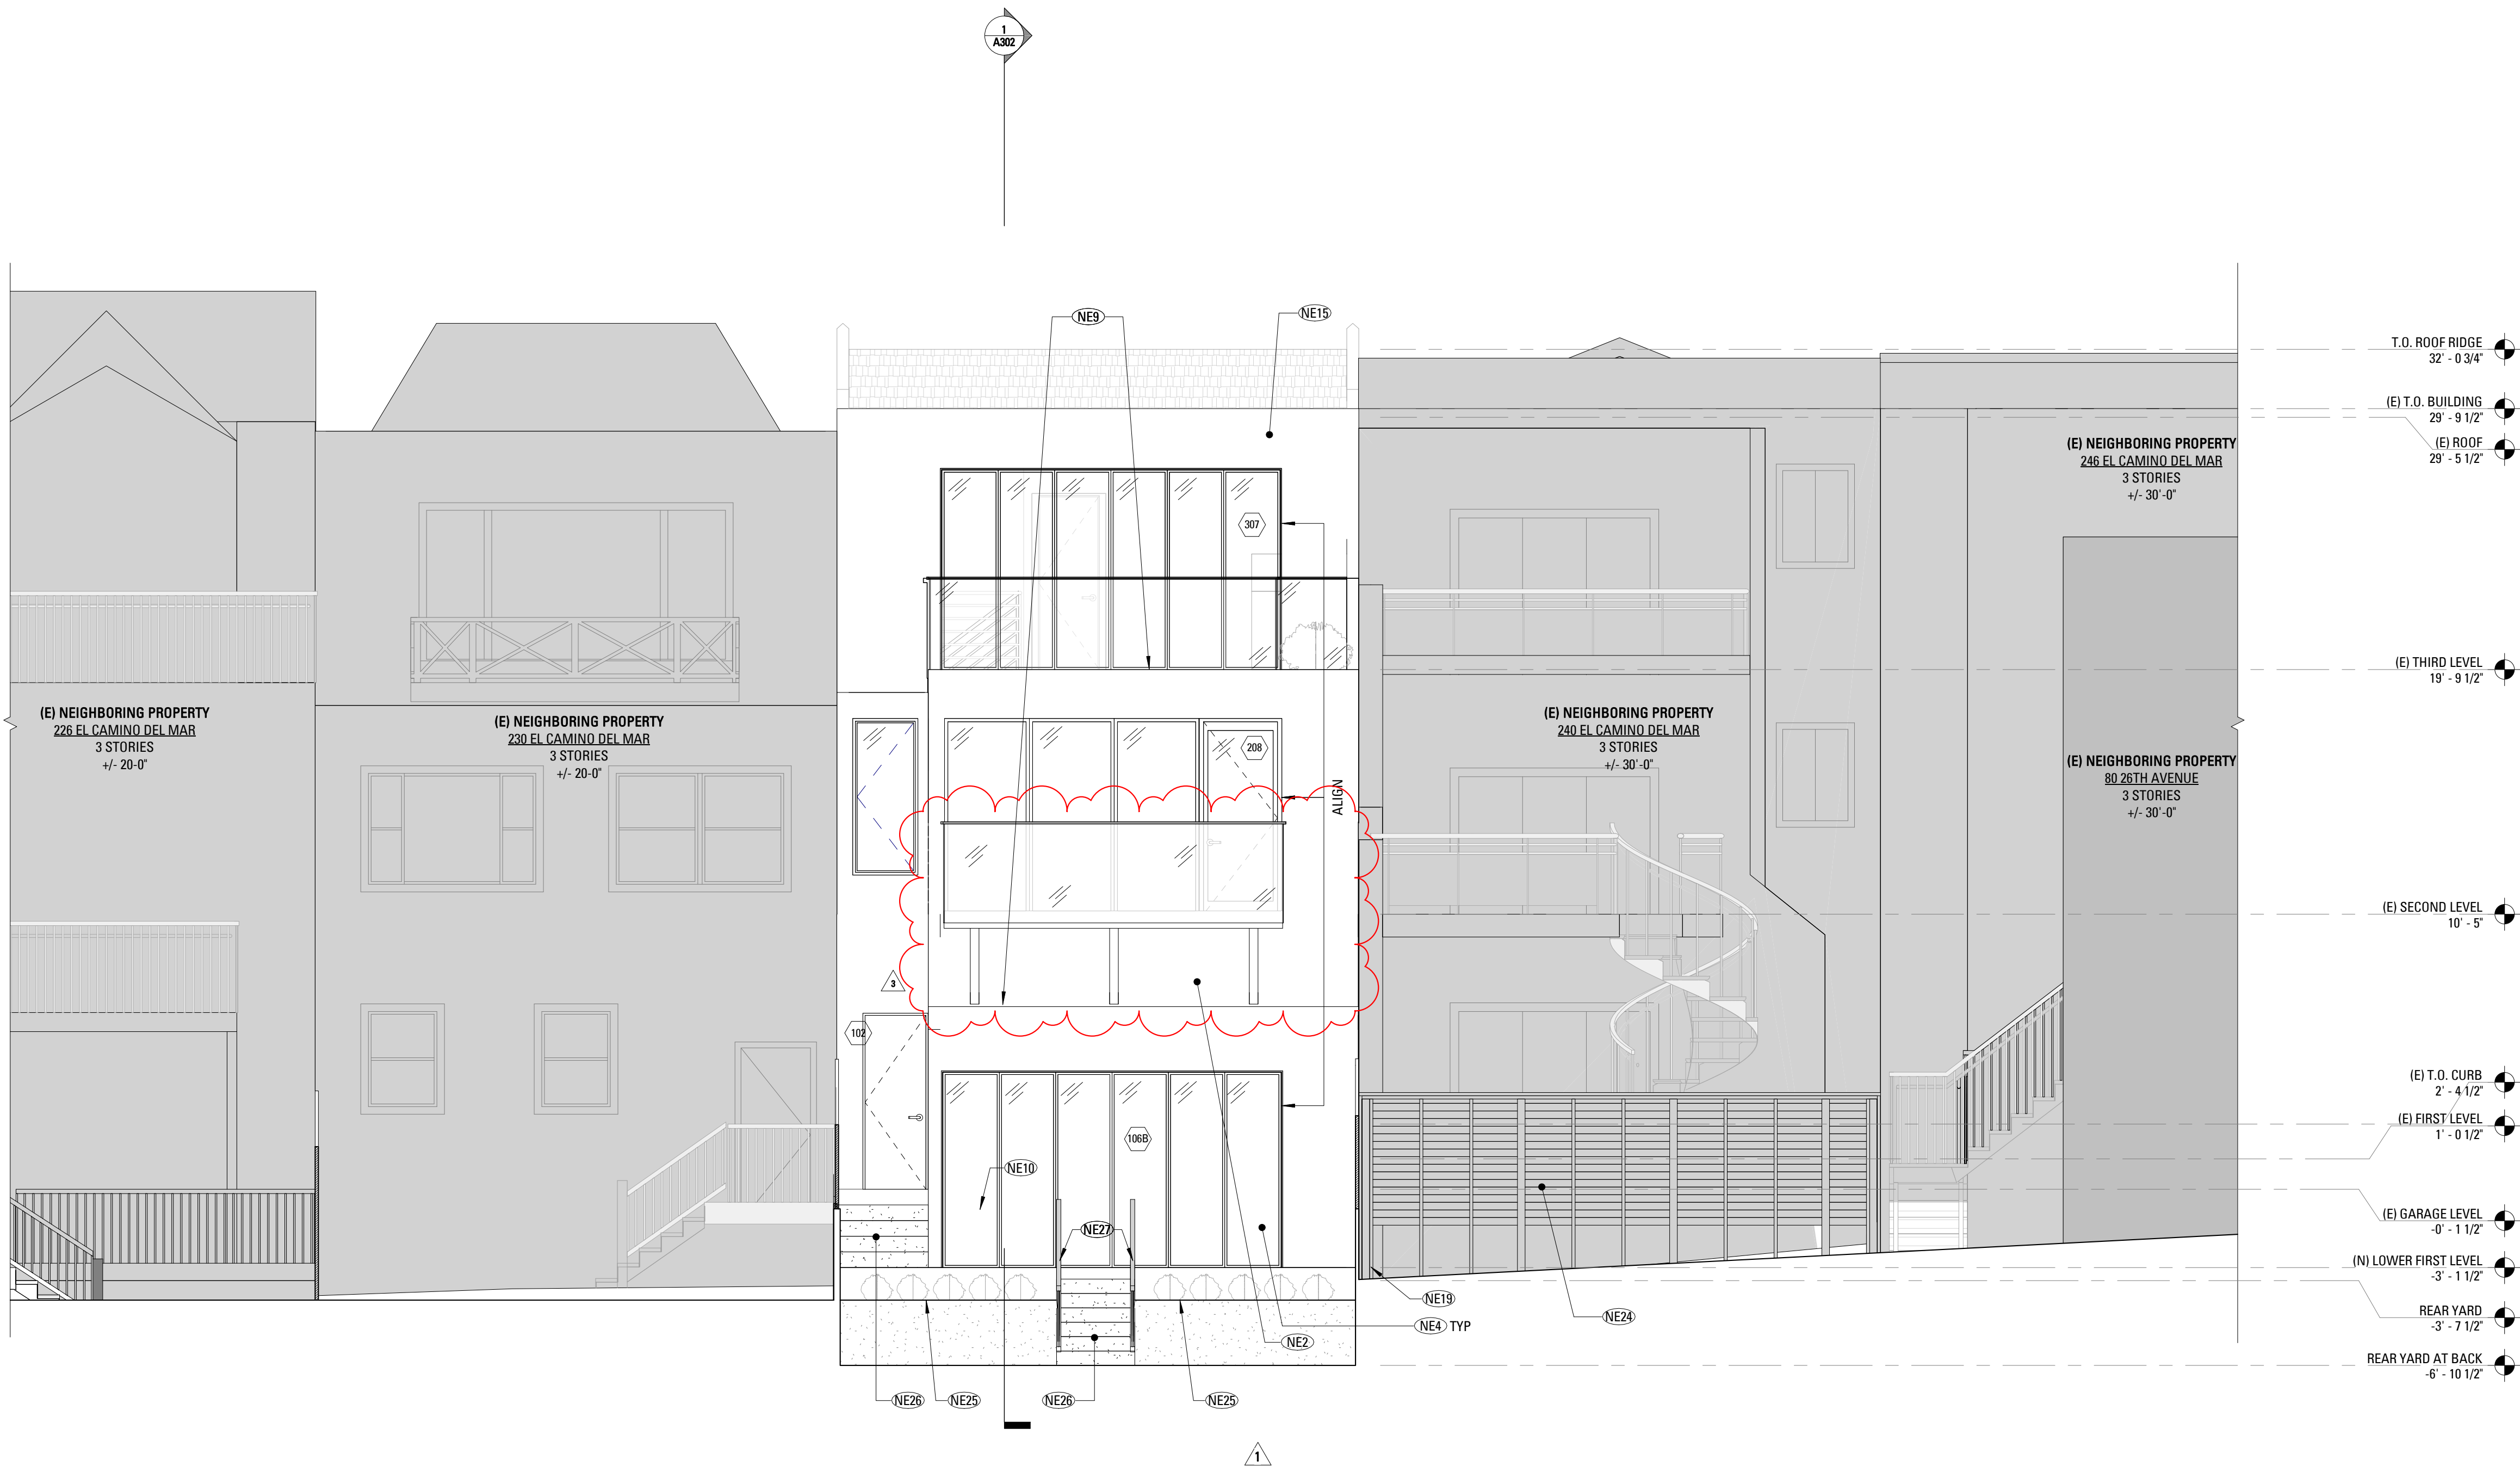 1
A302
NE9
NE15
T.O. ROOF RIDGE
32' - 0 3/4"
(E) T.O. BUILDING
29' - 9 1/2"
(E) ROOF
29' - 5 1/2"
(E) NEIGHBORING PROPERTY
246 EL CAMINO DEL MAR
3 STORIES
+/- 30'-0"
307
(E) THIRD LEVEL
19' - 9 1/2"
(E) NEIGHBORING PROPERTY
226 EL CAMINO DEL MAR
3 STORIES
+/- 20-0"
(E) NEIGHBORING PROPERTY
230 EL CAMINO DEL MAR
3 STORIES
+/- 20-0"
208
ALIGN
(E) NEIGHBORING PROPERTY
240 EL CAMINO DEL MAR
3 STORIES
+/- 30'-0"
(E) NEIGHBORING PROPERTY
80 26TH AVENUE
3 STORIES
+/- 30'-0"
(E) SECOND LEVEL
10' - 5"
3
102
(E) T.O. CURB
2' - 4 1/2"
(E) FIRST LEVEL
1' - 0 1/2"
106B
NE10
NE27
(E) GARAGE LEVEL
-0' - 1 1/2"
(N) LOWER FIRST LEVEL
-3' - 1 1/2"
NE19
REAR YARD
-3' - 7 1/2"
NE24
NE4 TYP
NE2
REAR YARD AT BACK
-6' - 10 1/2"
NE26
NE25
NE26
NE25
1